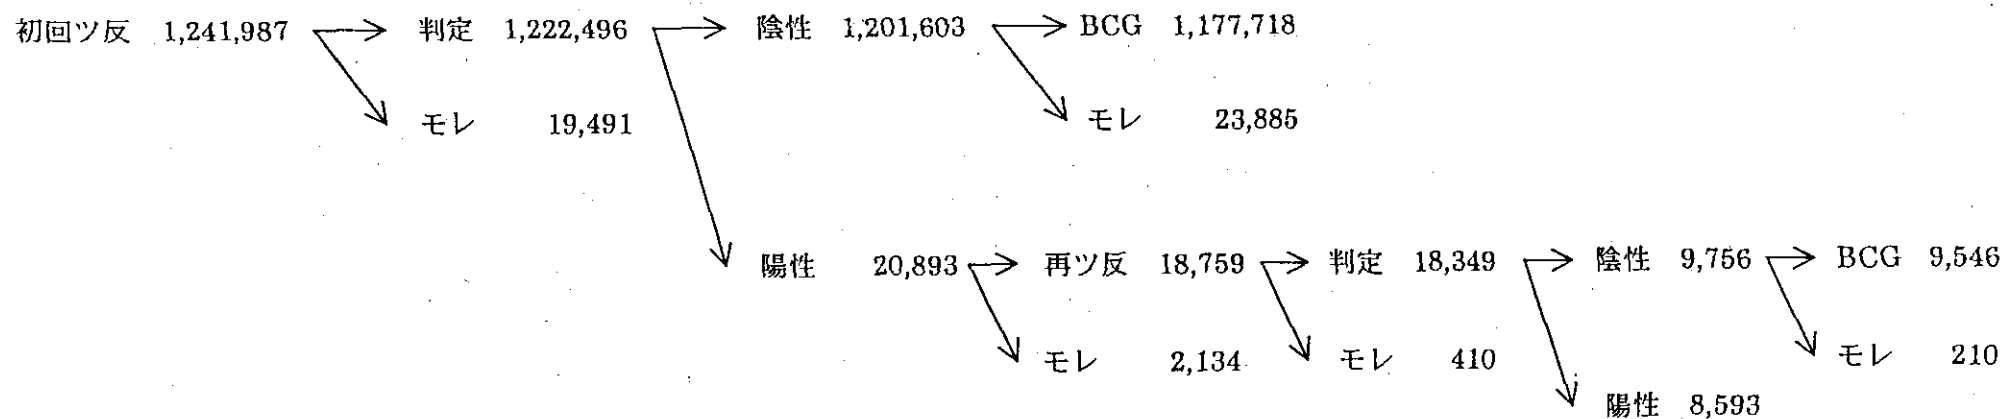 初回ツ反 1,241,987 → 判定 1,222,496 → 陰性 1,201,603 → BCG 1,177,718
モレ 19,491 モレ 23,885
陽性 20,893 → 再ツ反 18,759 → 判定 18,349 → 陰性 9,756 → BCG 9,546
モレ 2,134 モレ 410 モレ 210
陽性 8,593